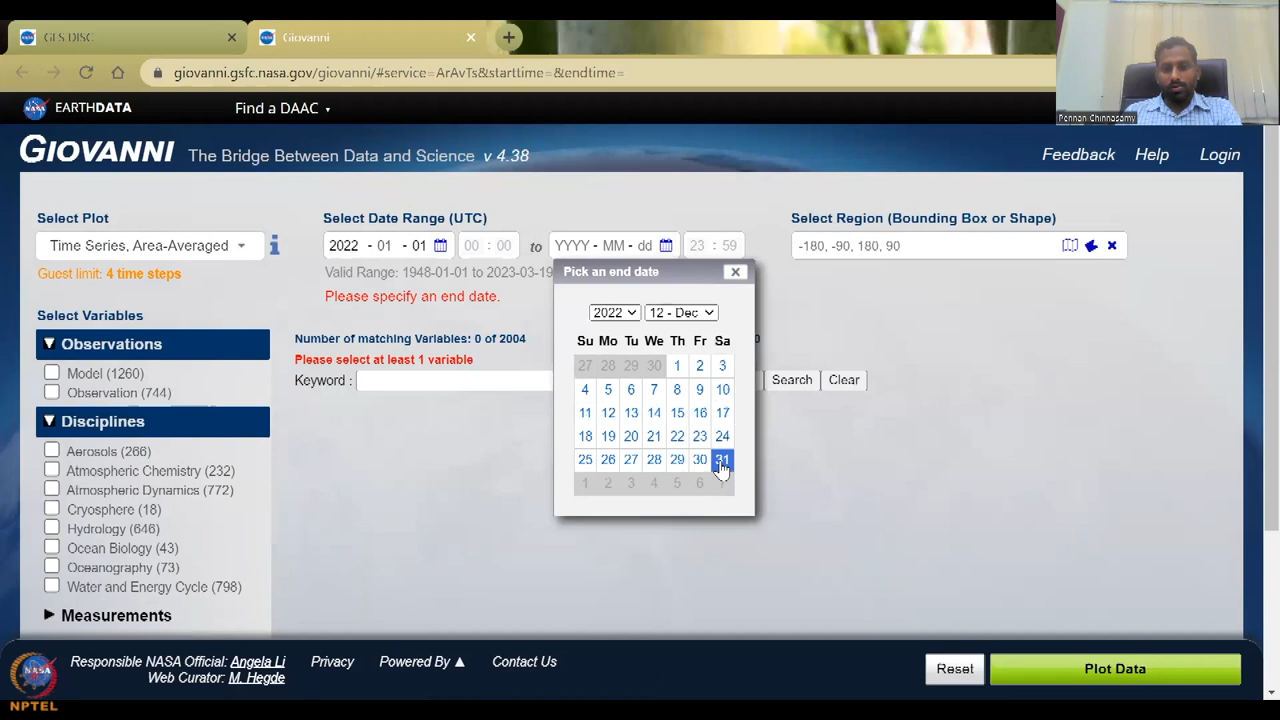 GES DISC
Giovanni
giovanni.gsfc.nasa.gov/giovanni/#service=ArAvTs&starttime=&endtime=
Pennan Chinnasamy
EARTHDATA
Find a DAAC
GIOVANNI The Bridge Between Data and Science v 4.38
Feedback Help Login
Select Plot
Time Series, Area-Averaged
Guest limit: 4 time steps
Select Date Range (UTC)
2022 - 01 - 01 00 : 00 to YYYY - MM - dd 23 : 59
Valid Range: 1948-01-01 to 2023-03-19
Please specify an end date.
Select Region (Bounding Box or Shape)
-180, -90, 180, 90
Pick an end date
2022 12 - Dec
Su Mo Tu We Th Fr Sa
27 28 29 30 1 2 3
4 5 6 7 8 9 10
11 12 13 14 15 16 17
18 19 20 21 22 23 24
25 26 27 28 29 30 31
1 2 3 4 5 6
Select Variables
Observations
Model (1260)
Observation (744)
Disciplines
Aerosols (266)
Atmospheric Chemistry (232)
Atmospheric Dynamics (772)
Cryosphere (18)
Hydrology (646)
Ocean Biology (43)
Oceanography (73)
Water and Energy Cycle (798)
Measurements
Number of matching Variables: 0 of 2004
0
Please select at least 1 variable
Keyword :
Search Clear
Responsible NASA Official: Angela Li
Web Curator: M. Hegde
Privacy Powered By Contact Us
Reset Plot Data
NASA
NPTEL